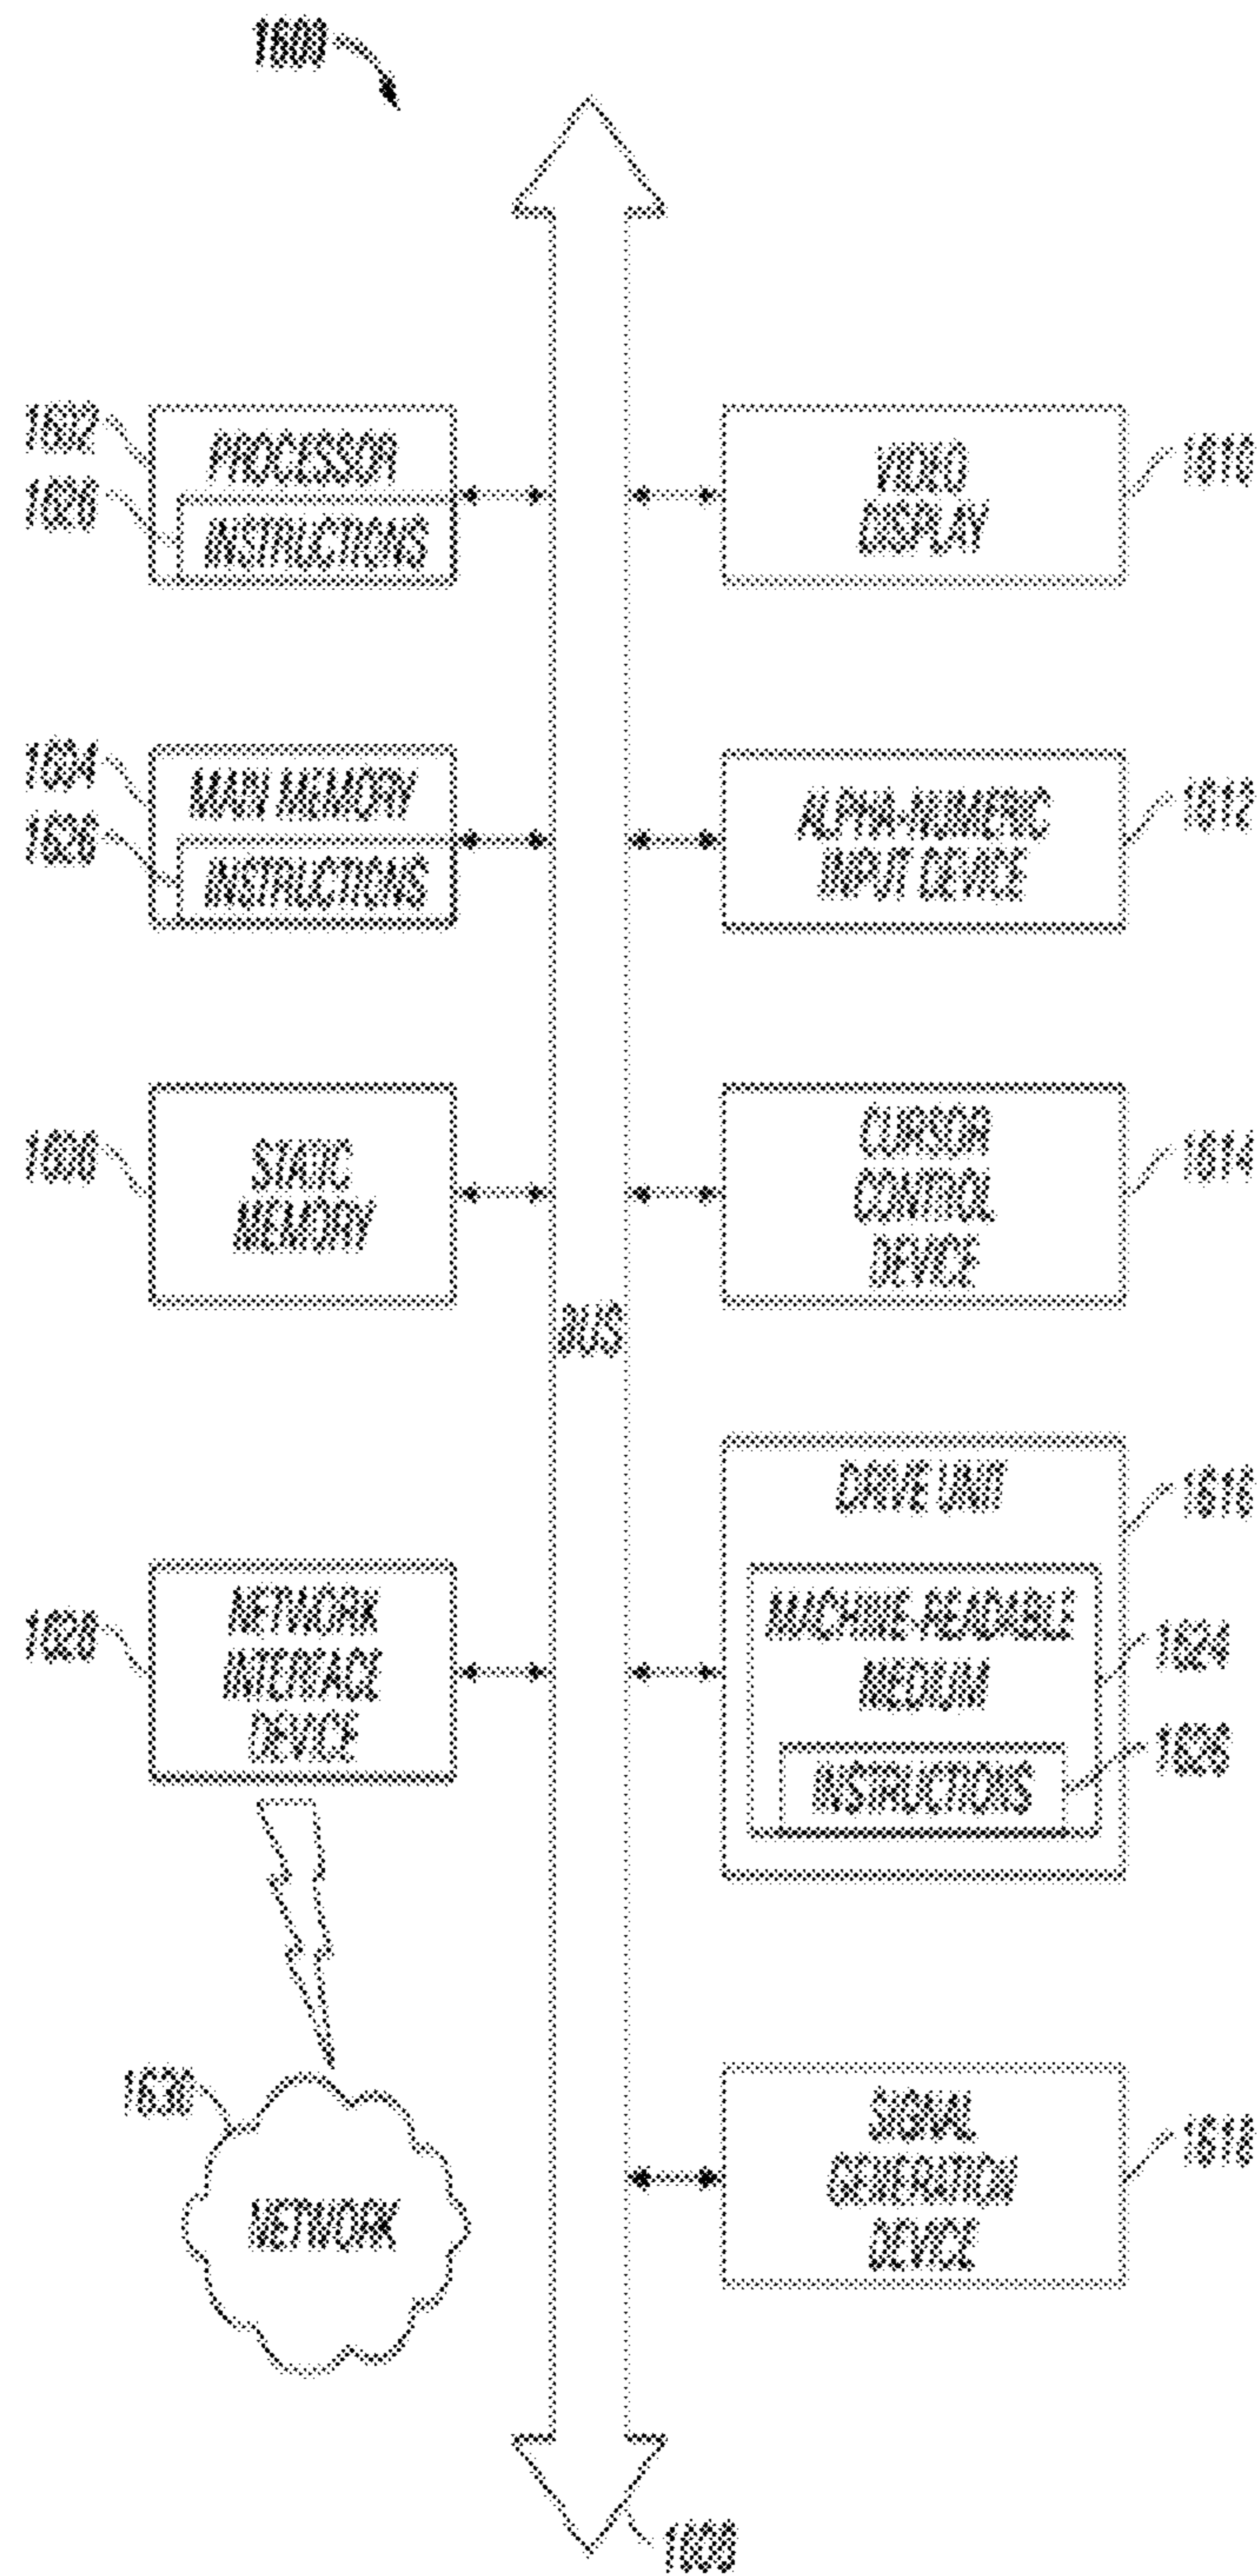 1600
1602
PROCESSOR
1626
INSTRUCTIONS
VIDEO
DISPLAY
1610
1604
MAIN MEMORY
1626
INSTRUCTIONS
ALPHA-NUMERIC
INPUT DEVICE
1612
1606
STATIC
MEMORY
CURSOR
CONTROL
DEVICE
1614
BUS
1620
NETWORK
INTERFACE
DEVICE
DRIVE UNIT
1616
MACHINE-READABLE
MEDIUM
1624
INSTRUCTIONS
1626
1630
NETWORK
SIGNAL
GENERATION
DEVICE
1618
1608